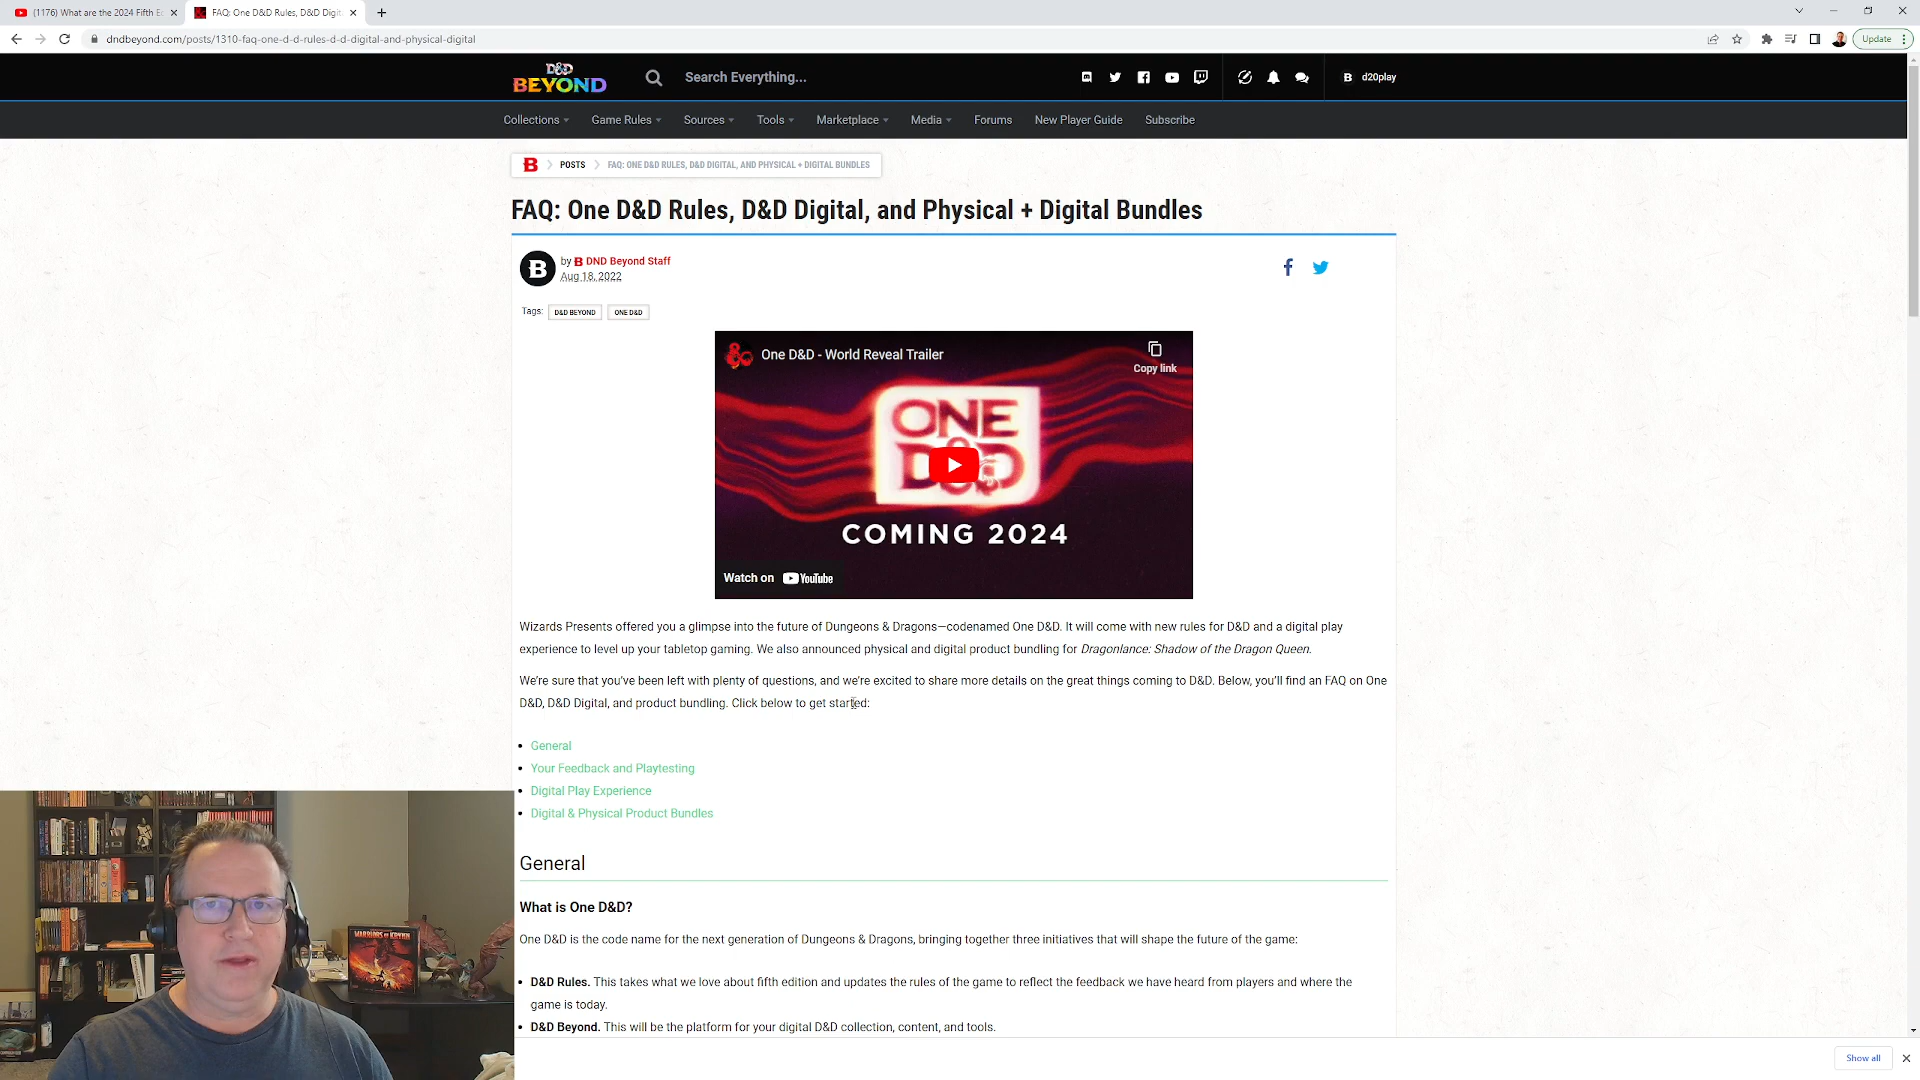 (1176) What are the 2024 Fifth Ed
FAQ: One D&D Rules, D&D Digit
dndbeyond.com/posts/1310-faq-one-d-d-rules-d-d-digital-and-physical-digital
Update
D&D
BEYOND
Search Everything...
B d20play
Collections
Game Rules
Sources
Tools
Marketplace
Media
Forums
New Player Guide
Subscribe
B POSTS FAQ: ONE D&D RULES, D&D DIGITAL, AND PHYSICAL + DIGITAL BUNDLES
FAQ: One D&D Rules, D&D Digital, and Physical + Digital Bundles
B
by B DND Beyond Staff
Aug 18, 2022
Tags: D&D BEYOND ONE D&D
One D&D - World Reveal Trailer
Copy link
ONE
D&D
COMING 2024
Watch on YouTube
Wizards Presents offered you a glimpse into the future of Dungeons & Dragons—codenamed One D&D. It will come with new rules for D&D and a digital play
experience to level up your tabletop gaming. We also announced physical and digital product bundling for Dragonlance: Shadow of the Dragon Queen.
We're sure that you've been left with plenty of questions, and we're excited to share more details on the great things coming to D&D. Below, you'll find an FAQ on One
D&D, D&D Digital, and product bundling. Click below to get started:
• General
• Your Feedback and Playtesting
• Digital Play Experience
• Digital & Physical Product Bundles
General
What is One D&D?
One D&D is the code name for the next generation of Dungeons & Dragons, bringing together three initiatives that will shape the future of the game:
• D&D Rules. This takes what we love about fifth edition and updates the rules of the game to reflect the feedback we have heard from players and where the
game is today.
• D&D Beyond. This will be the platform for your digital D&D collection, content, and tools.
WARRIORS OF KRYNN
Show all